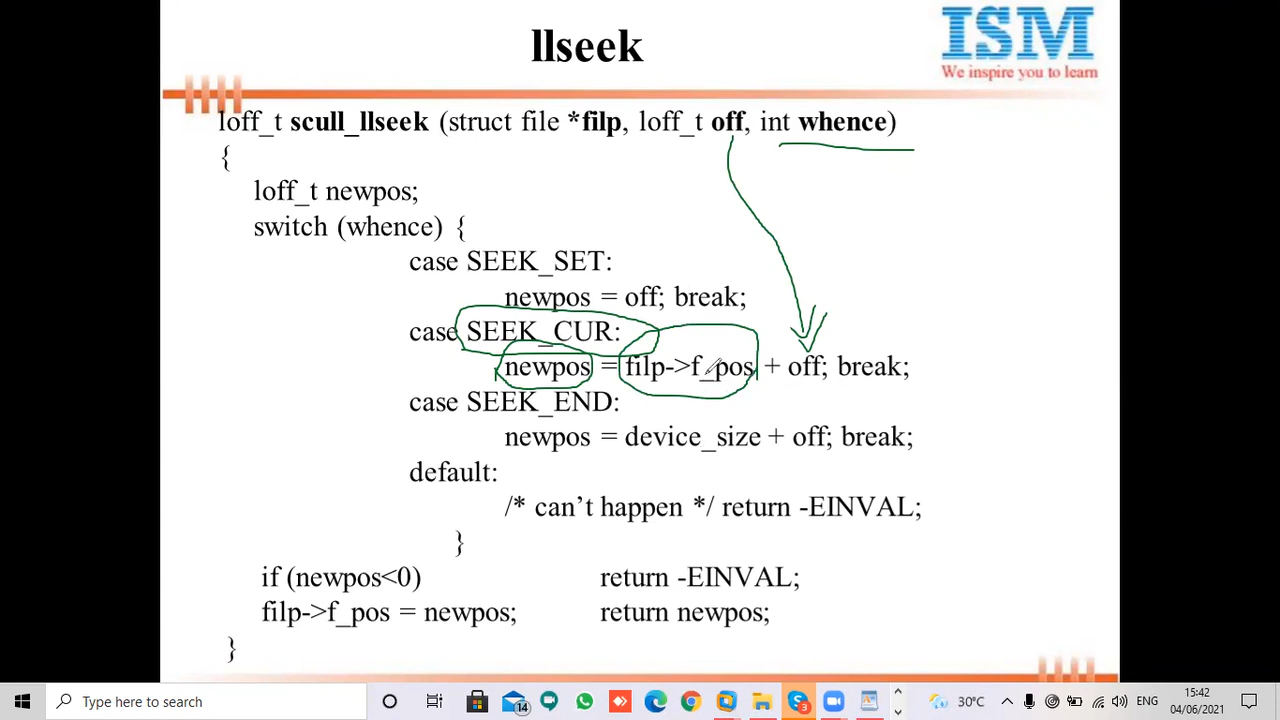 llseek
ISM
We inspire you to learn
loff_t scull_llseek (struct file *filp, loff_t off, int whence)
{
loff_t newpos;
switch (whence) {
case SEEK_SET:
newpos = off; break;
case SEEK_CUR:
newpos = filp->f_pos + off; break;
case SEEK_END:
newpos = device_size + off; break;
default:
/* can’t happen */ return -EINVAL;
}
if (newpos<0) return -EINVAL;
filp->f_pos = newpos; return newpos;
}
Type here to search
14
3
30°C
ENG
15:42
04/06/2021